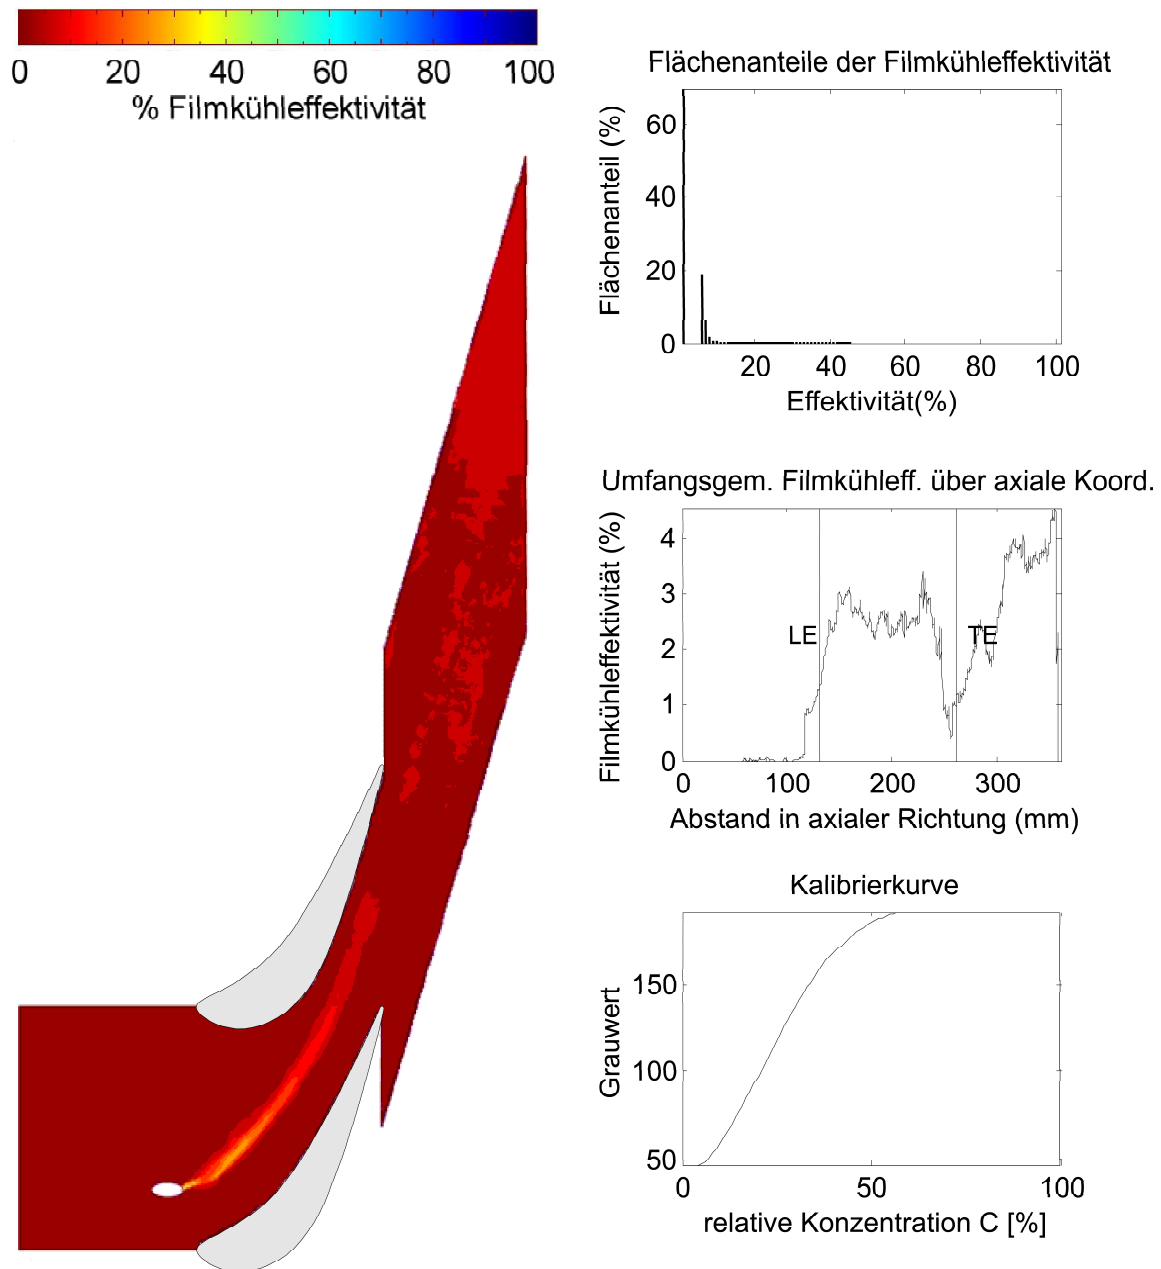 0 20 40 60 80 100
% Filmkühleffektivität
Flächenanteile der Filmkühleffektivität
Flächenanteil (%)
60
40
20
0
20 40 60 80 100
Effektivität(%)
Umfangsgem. Filmkühleff. über axiale Koord.
Filmkühleffektivität (%)
4
3
2
1
0
LE TE
0 100 200 300
Abstand in axialer Richtung (mm)
Kalibrierkurve
Grauwert
150
100
50
0 50 100
relative Konzentration C [%]